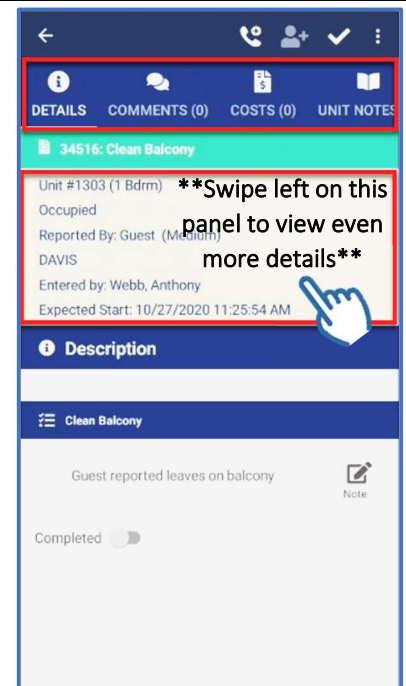 DETAILS COMMENTS (0) COSTS (0) UNIT NOTES
34516: Clean Balcony
Unit #1303 (1 Bdrm)
Occupied
Reported By: Guest (Medium)
DAVIS
Entered by: Webb, Anthony
Expected Start: 10/27/2020 11:25:54 AM
**Swipe left on this
panel to view even
more details**
Description
Clean Balcony
Guest reported leaves on balcony
Note
Completed